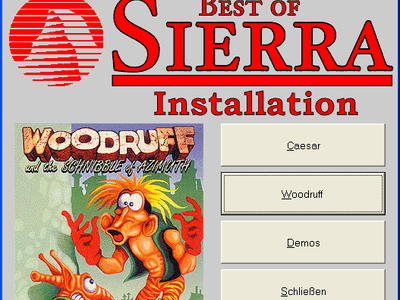 BEST OF
SIERRA
Installation
WOODRUFF
and the SCHNIBBLE of AZIMUTH
Caesar
Woodruff
Demos
Schließen